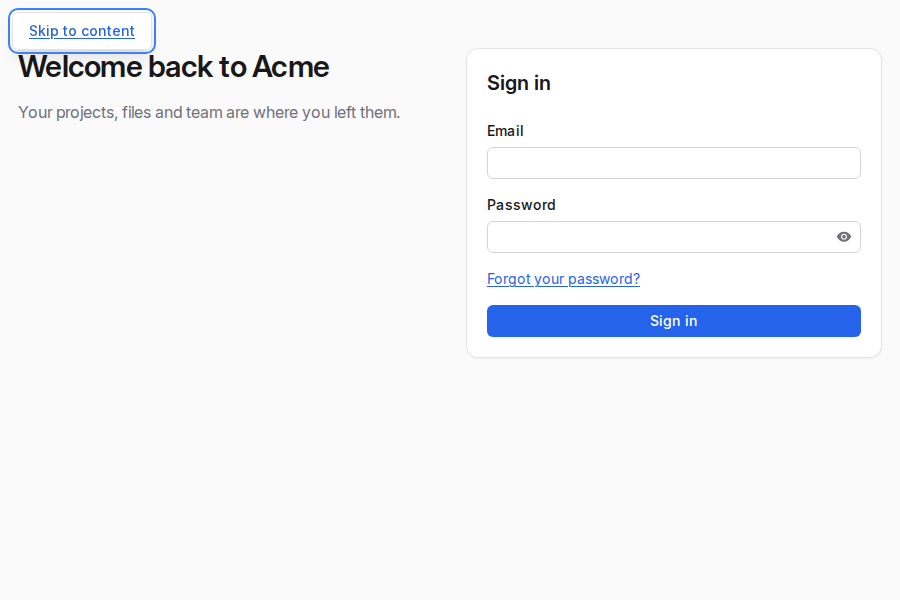 Skip to content
Welcome back to Acme
Your projects, files and team are where you left them.
Sign in
Email
Password
Forgot your password?
Sign in